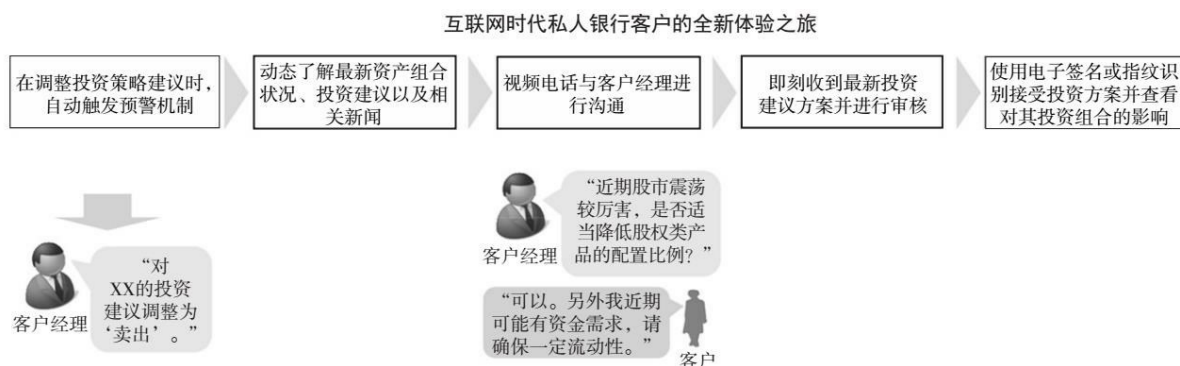 互联网时代私人银行客户的全新体验之旅
在调整投资策略建议时，
自动触发预警机制
动态了解最新资产组合
状况、投资建议以及相
关新闻
视频电话与客户经理进
行沟通
即刻收到最新投资
建议方案并进行审核
使用电子签名或指纹识
别接受投资方案并查看
对其投资组合的影响
客户经理
“对
XX的投资
建议调整为
‘卖出’。”
客户经理
“近期股市震荡
较厉害，是否适
当降低股权类产
品的配置比例？”
“可以。另外我近期
可能有资金需求，请
确保一定流动性。”
客户